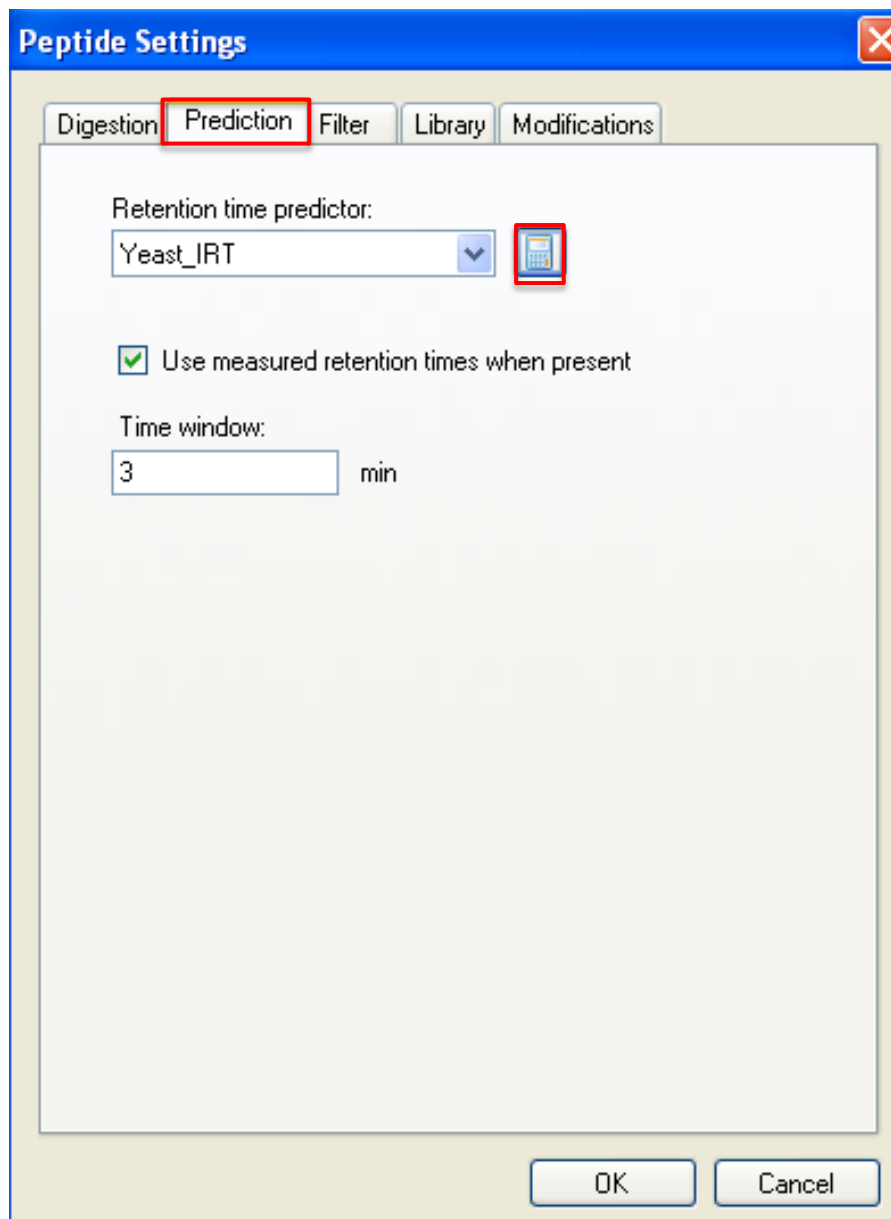 Peptide Settings
Digestion Prediction Filter Library Modifications
Retention time predictor:
Yeast_IRT
Use measured retention times when present
Time window:
3 min
OK Cancel